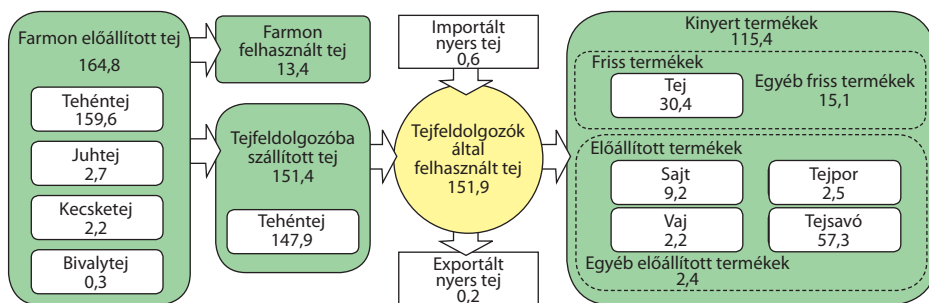 Farmon előállított tej
164,8
Tehéntej
159,6
Juhtej
2,7
Kecsketej
2,2
Bivalytej
0,3
Farmon
felhasznált tej
13,4
Tejfeldolgozóba
szállított tej
151,4
Tehéntej
147,9
Importált
nyers tej
0,6
Tejfeldolgozók
által
felhasznált tej
151,9
Exportált
nyers tej
0,2
Kinyert termékek
115,4
Friss termékek
Tej
30,4
Egyéb friss termékek
15,1
Előállított termékek
Sajt
9,2
Tejpor
2,5
Vaj
2,2
Tejsavó
57,3
Egyéb előállított termékek
2,4